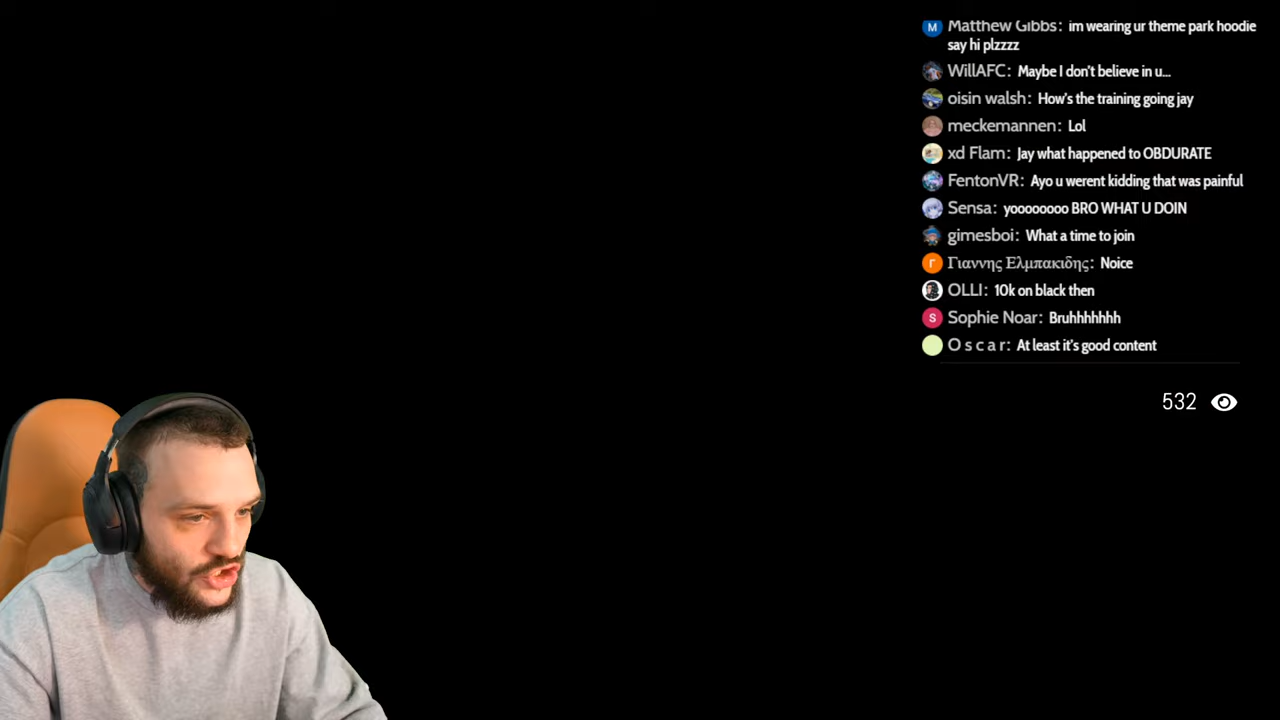 M Matthew Gibbs: im wearing ur theme park hoodie
say hi plzzzz
WillAFC: Maybe I don't believe in u...
oisin walsh: How's the training going jay
meckemannen: Lol
xd Flam: Jay what happened to OBDURATE
FentonVR: Ayo u werent kidding that was painful
Sensa: yoooooooo BRO WHAT U DOIN
gimesboi: What a time to join
Γ Γιαννης Ελμπακιδης: Noice
OLLI: 10k on black then
S Sophie Noar: Bruhhhhhhh
O s c a r: At least it's good content
532